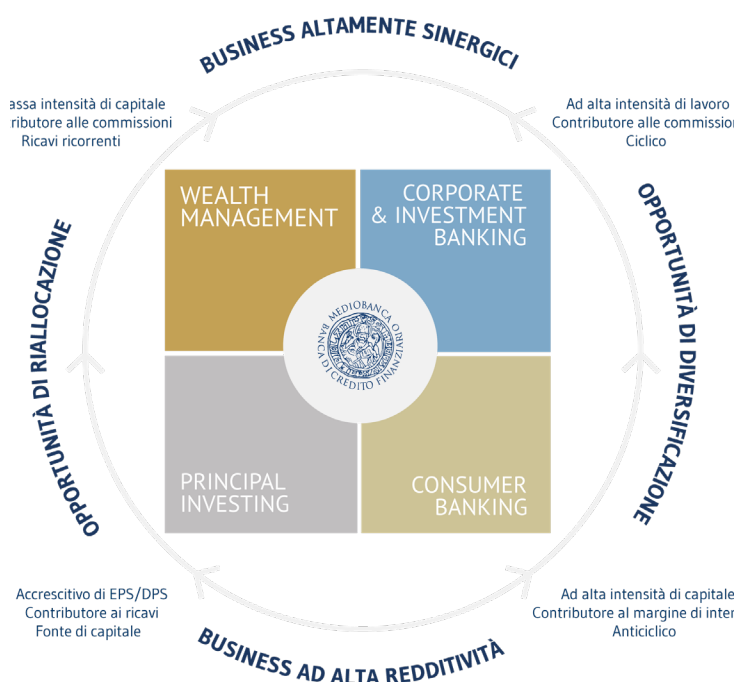 BUSINESS ALTAMENTE SINERGICI
assa intensità di capitale
ributore alle commissioni
Ricavi ricorrenti
Ad alta intensità di lavoro
Contributore alle commission
Ciclico
WEALTH
MANAGEMENT
CORPORATE
& INVESTMENT
BANKING
OPPORTUNITÀ DI RIALLOCAZIONE
OPPORTUNITÀ DI DIVERSIFICAZIONE
MEDIOBANCA
BANCA DI CREDITO FINANZIARIO
PRINCIPAL
INVESTING
CONSUMER
BANKING
Accrescitivo di EPS/DPS
Contributore ai ricavi
Fonte di capitale
Ad alta intensità di capitale
Contributore al margine di inter
Anticiclico
BUSINESS AD ALTA REDDITIVITÀ